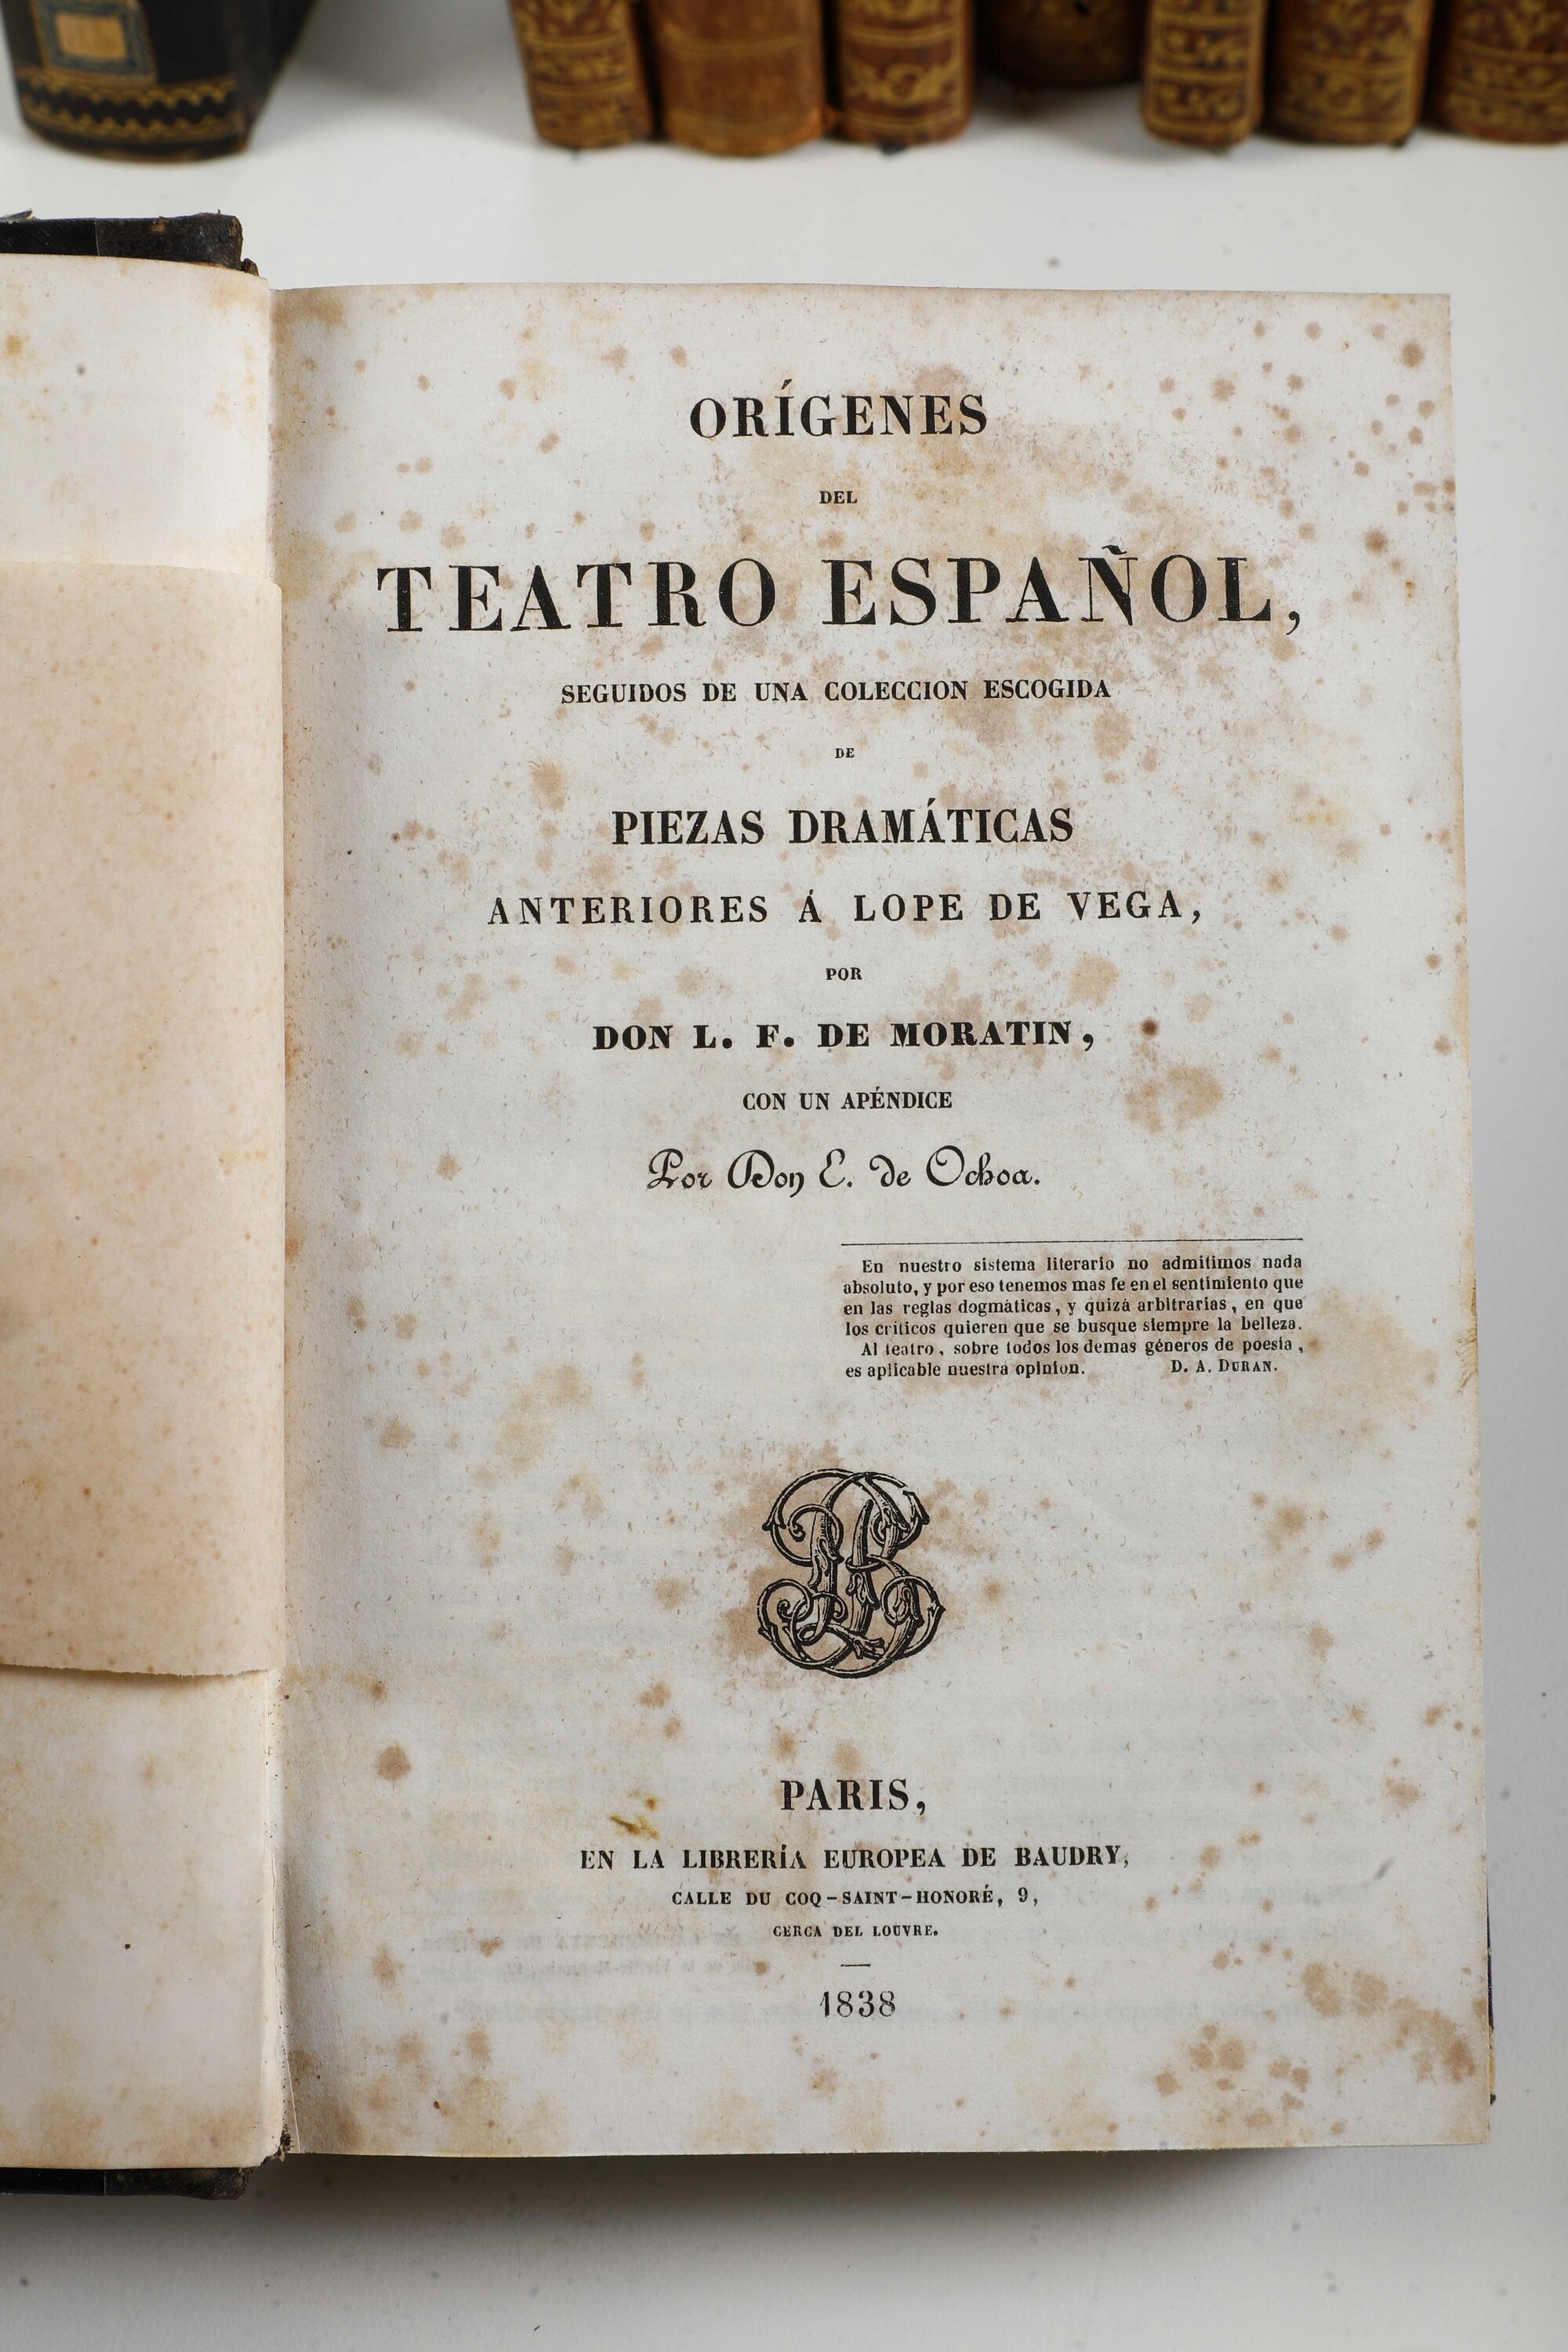 ORÍGENES
DEL
TEATRO ESPAÑOL,
SEGUIDOS DE UNA COLECCION ESCOGIDA
DE
PIEZAS DRAMÁTICAS
ANTERIORES Á LOPE DE VEGA,
POR
DON L. F. DE MORATIN,
CON UN APÉNDICE
Por Don E. de Ochoa.
En nuestro sistema literario no admitimos nada
absoluto, y por eso tenemos mas fe en el sentimiento que
en las reglas dogmáticas, y quizá arbitrarias, en que
los críticos quieren que se busque siempre la belleza.
Al teatro, sobre todos los demas géneros de poesía,
es aplicable nuestra opinion. D. A. DURAN.
PARIS,
EN LA LIBRERÍA EUROPEA DE BAUDRY,
CALLE DU COQ-SAINT-HONORÉ, 9,
CERCA DEL LOUVRE.
1838